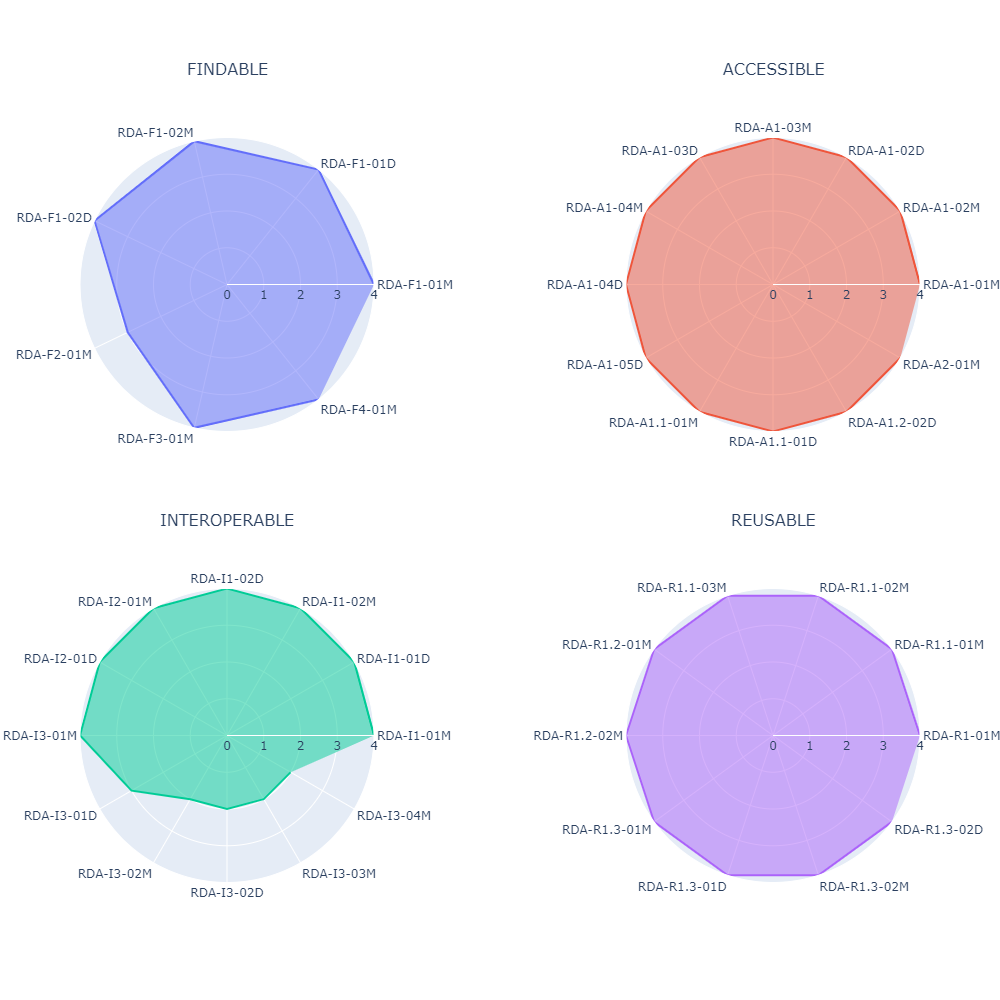 FINDABLE
RDA-F1-02M
RDA-F1-01D
RDA-F1-02D
RDA-F1-01M
0 1 2 3 4
RDA-F2-01M
RDA-F4-01M
RDA-F3-01M
ACCESSIBLE
RDA-A1-03M
RDA-A1-03D
RDA-A1-02D
RDA-A1-04M
RDA-A1-02M
RDA-A1-04D
RDA-A1-01M
0 1 2 3 4
RDA-A1-05D
RDA-A2-01M
RDA-A1.1-01M
RDA-A1.2-02D
RDA-A1.1-01D
INTEROPERABLE
RDA-I1-02D
RDA-I2-01M
RDA-I1-02M
RDA-I2-01D
RDA-I1-01D
RDA-I3-01M
RDA-I1-01M
0 1 2 3 4
RDA-I3-01D
RDA-I3-04M
RDA-I3-02M
RDA-I3-03M
RDA-I3-02D
REUSABLE
RDA-R1.1-03M
RDA-R1.1-02M
RDA-R1.2-01M
RDA-R1.1-01M
RDA-R1.2-02M
RDA-R1-01M
0 1 2 3 4
RDA-R1.3-01M
RDA-R1.3-02D
RDA-R1.3-01D
RDA-R1.3-02M